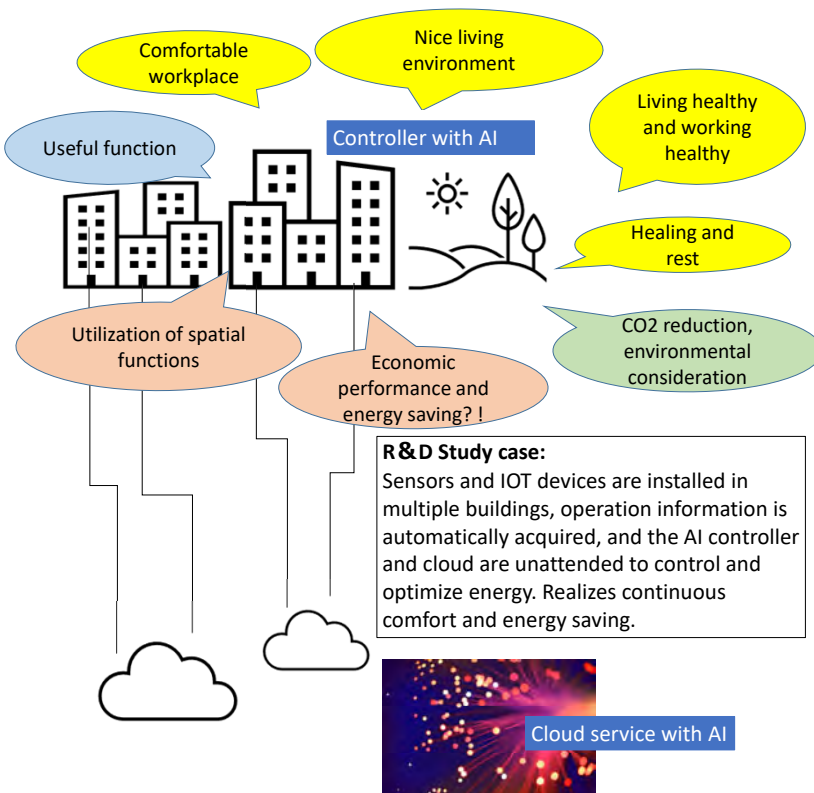 Comfortable
workplace
Nice living
environment
Living healthy
and working
healthy
Useful function
Controller with AI
Healing and
rest
Utilization of spatial
functions
Economic
performance and
energy saving? !
CO2 reduction,
environmental
consideration
R&D Study case:
Sensors and IOT devices are installed in
multiple buildings, operation information is
automatically acquired, and the AI controller
and cloud are unattended to control and
optimize energy. Realizes continuous
comfort and energy saving.
Cloud service with AI